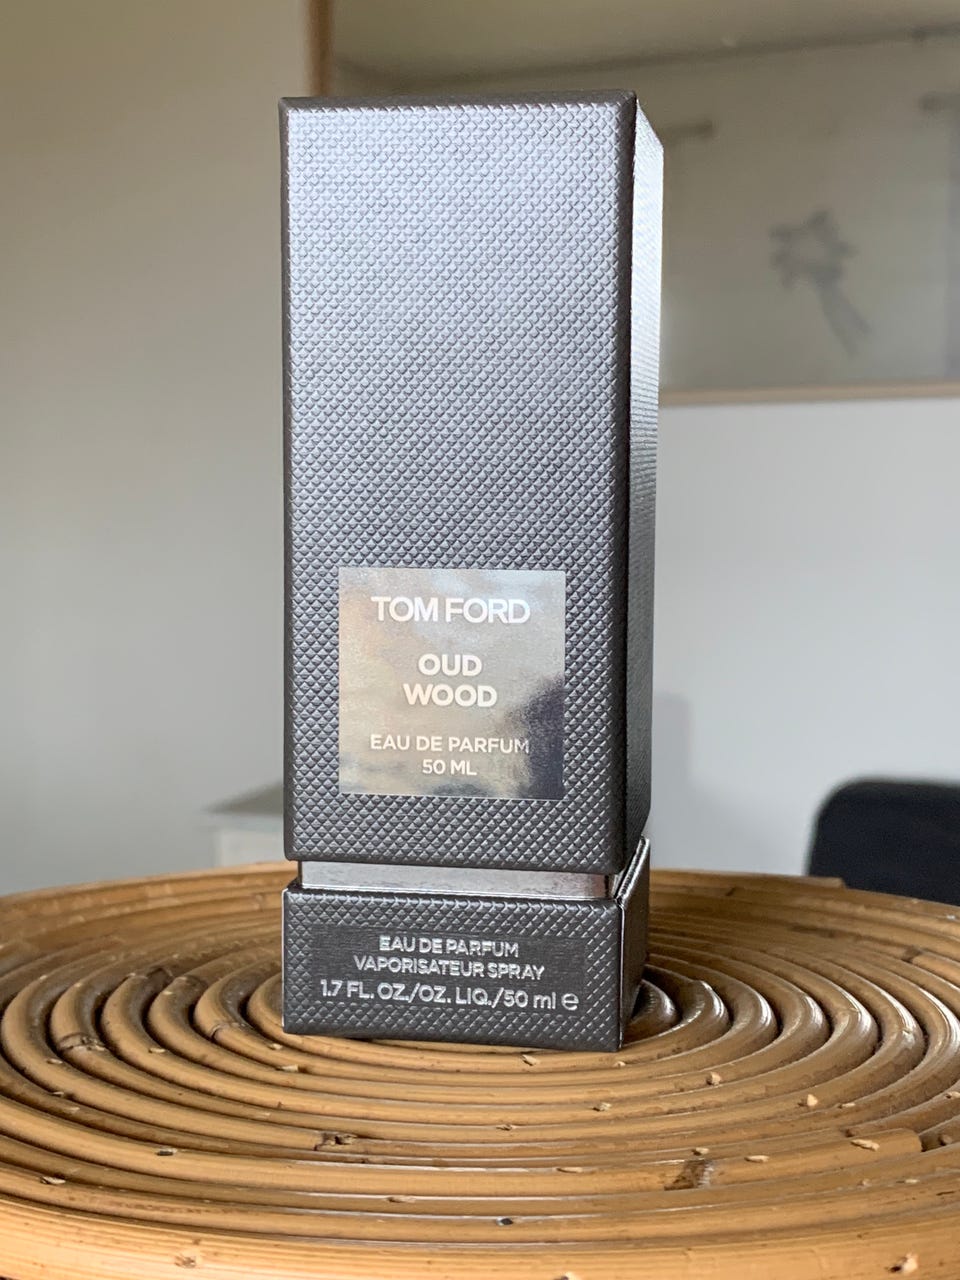 TOM FORD
OUD
WOOD
EAU DE PARFUM
50 ML
EAU DE PARFUM
VAPORISATEUR SPRAY
1.7 FL. OZ./OZ. LIQ./50 ml ℮